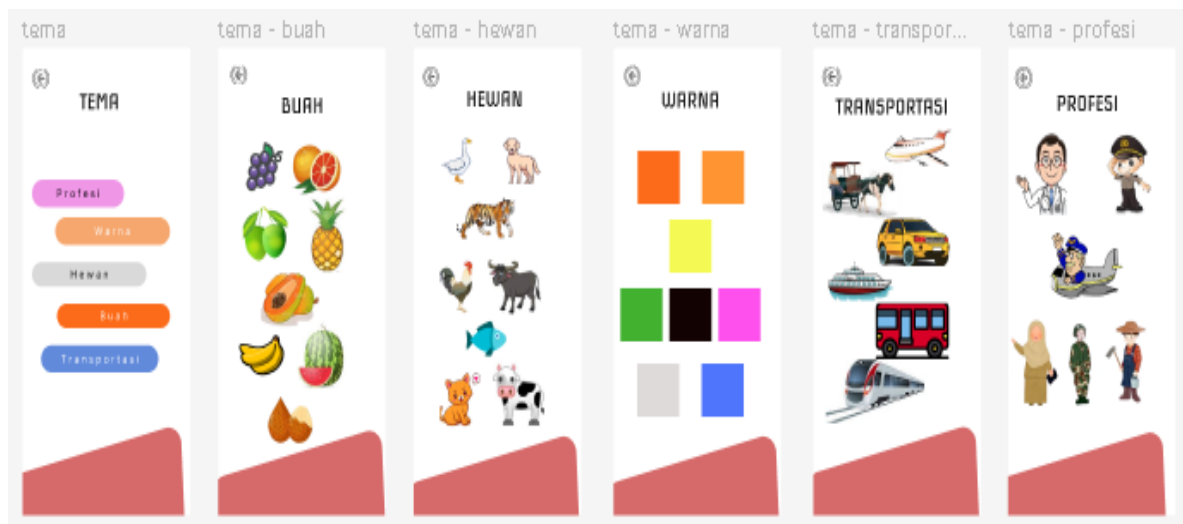 tema
TEMA
Profesi
Warna
Hewan
Buah
Transportasi
tema - buah
BUAH
tema - hewan
HEWAN
tema - warna
WARNA
tema - transpor...
TRANSPORTASI
tema - profesi
PROFESI